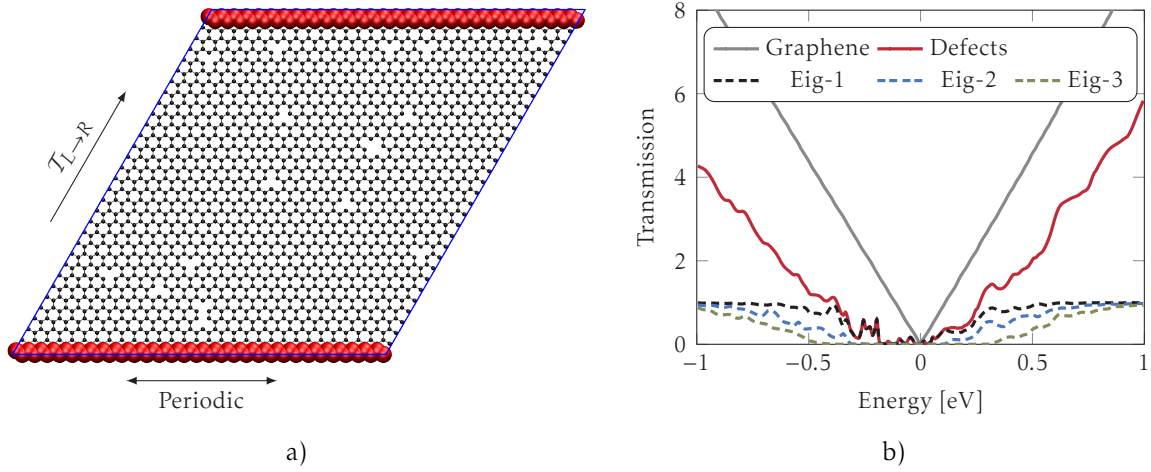 𝒯L→R
Periodic
a)
8
6
4
2
0
Transmission
Graphene Defects
Eig-1 Eig-2 Eig-3
−1 −0.5 0 0.5 1
Energy [eV]
b)